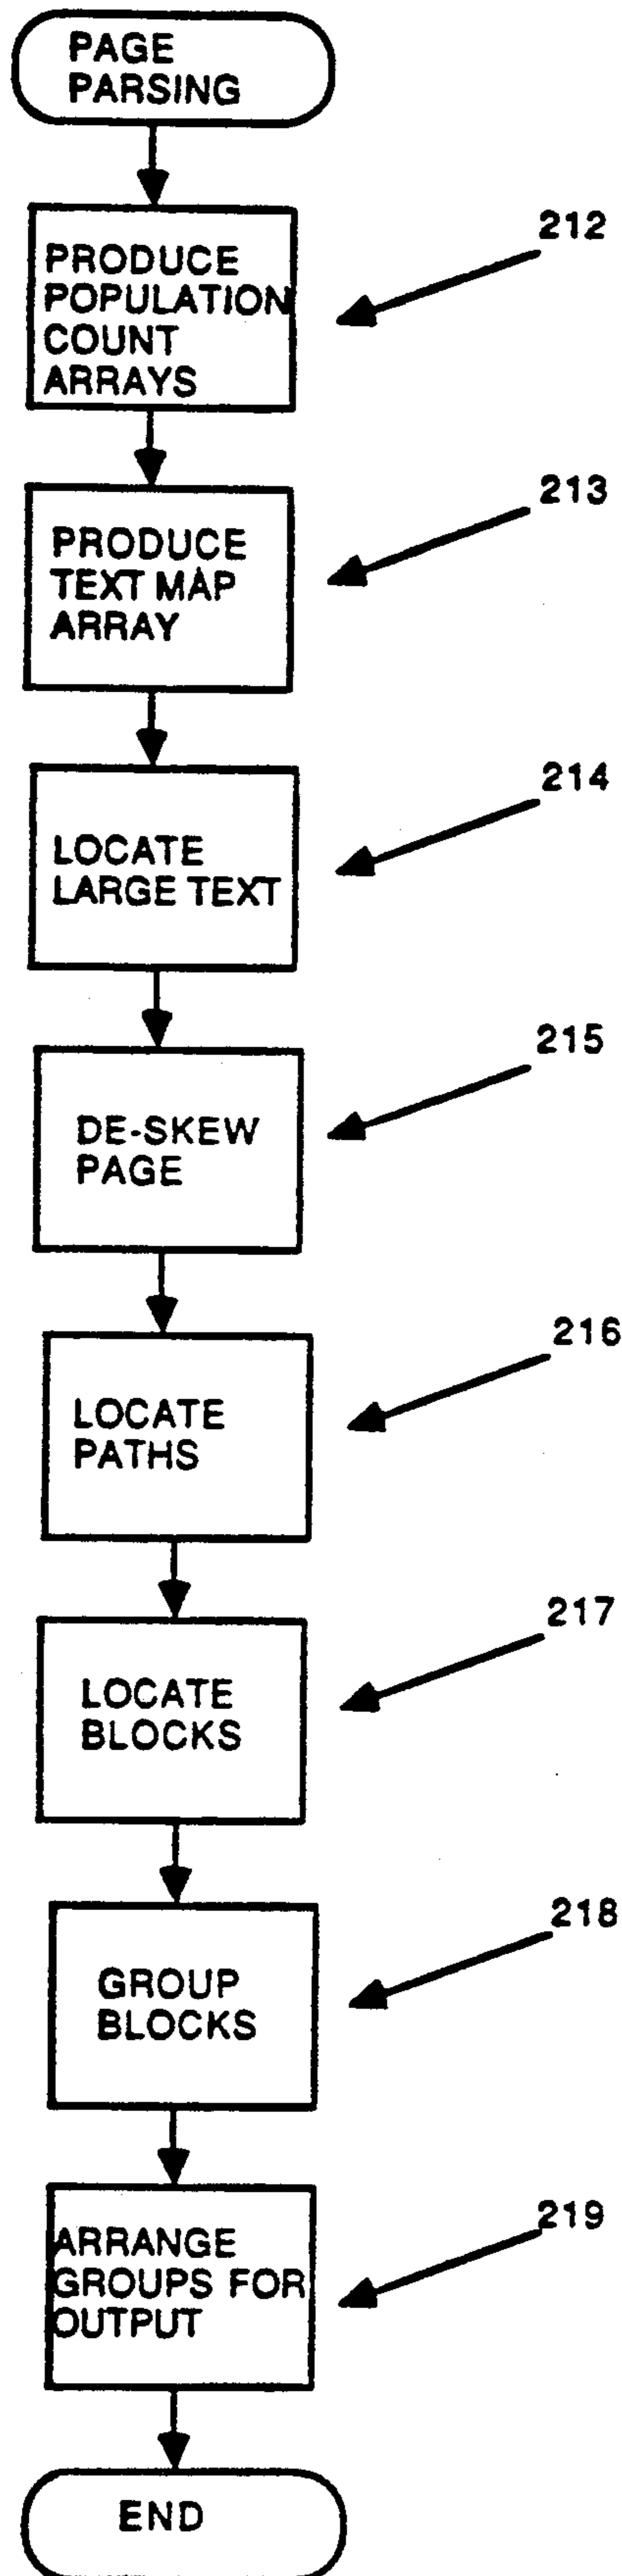 PAGE
PARSING
212
PRODUCE
POPULATION
COUNT
ARRAYS
213
PRODUCE
TEXT MAP
ARRAY
214
LOCATE
LARGE TEXT
215
DE-SKEW
PAGE
216
LOCATE
PATHS
217
LOCATE
BLOCKS
218
GROUP
BLOCKS
219
ARRANGE
GROUPS FOR
OUTPUT
END